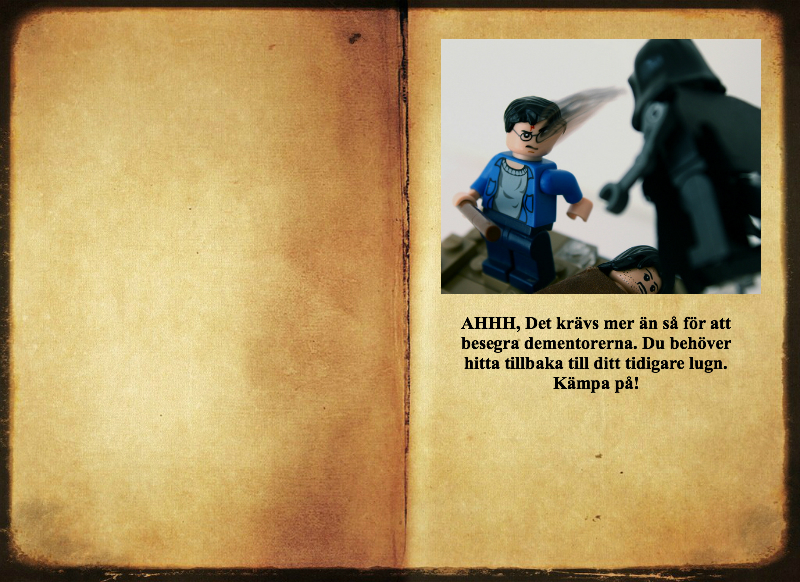 AHHH, Det krävs mer än så för att
besegra dementorerna. Du behöver
hitta tillbaka till ditt tidigare lugn.
Kämpa på!